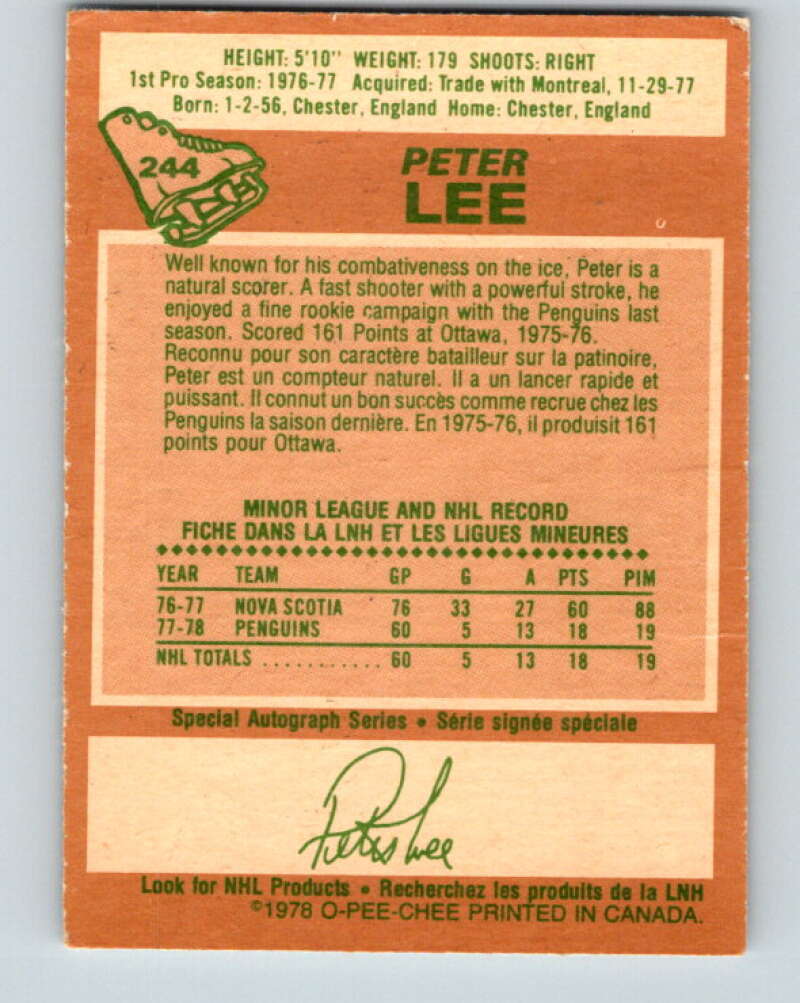 HEIGHT: 5'10" WEIGHT: 179 SHOOTS: RIGHT
1st Pro Season: 1976-77 Acquired: Trade with Montreal, 11-29-77
Born: 1-2-56, Chester, England Home: Chester, England
244
PETER
LEE
Well known for his combativeness on the ice, Peter is a
natural scorer. A fast shooter with a powerful stroke, he
enjoyed a fine rookie campaign with the Penguins last
season. Scored 161 Points at Ottawa, 1975-76.
Reconnu pour son caractère batailleur sur la patinoire,
Peter est un compteur naturel. Il a un lancer rapide et
puissant. Il connut un bon succès comme recrue chez les
Penguins la saison dernière. En 1975-76, il produisit 161
points pour Ottawa.
MINOR LEAGUE AND NHL RECORD
FICHE DANS LA LNH ET LES LIGUES MINEURES
YEAR TEAM GP G A PTS PIM
76-77 NOVA SCOTIA 76 33 27 60 88
77-78 PENGUINS 60 5 13 18 19
NHL TOTALS ........... 60 5 13 18 19
Special Autograph Series • Série signée spéciale
Peter Lee
Look for NHL Products • Recherchez les produits de la LNH
©1978 O-PEE-CHEE PRINTED IN CANADA.